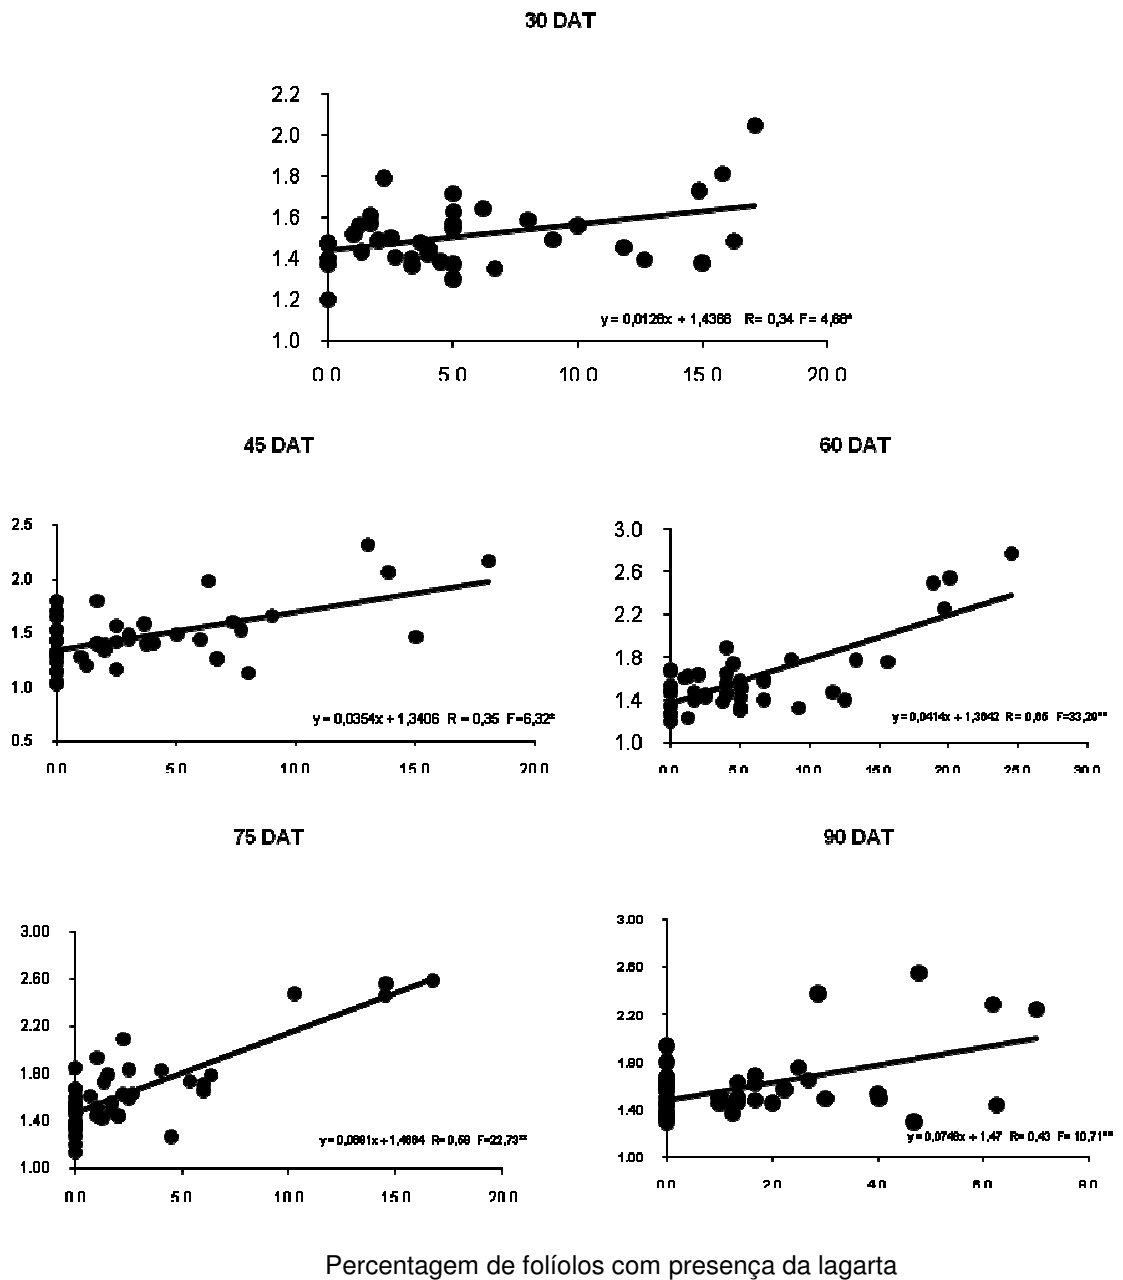 30 DAT
2.2
2.0
1.8
1.6
1.4
1.2
1.0
y = 0,0126x + 1,4366 R= 0,34 F= 4,66*
0.0 5.0 10.0 15.0 20.0
45 DAT
2.5
2.0
1.5
1.0
0.5
y = 0,0354x + 1,3406 R = 0,35 F=6,32*
0.0 5.0 10.0 15.0 20.0
60 DAT
3.0
2.6
2.2
1.8
1.4
1.0
y = 0,0414x + 1,3642 R = 0,65 F=33,20**
0.0 5.0 10.0 15.0 20.0 25.0 30.0
75 DAT
3.00
2.60
2.20
1.80
1.40
1.00
R= 0,59 F=22,73**
0.0 5.0 10.0 15.0 20.0
90 DAT
3.00
2.60
2.20
1.80
1.40
1.00
y = 0,0746x + 1,47 R= 0,43 F= 10,71**
0.0 2.0 4.0 6.0 8.0
Percentagem de folíolos com presença da lagarta